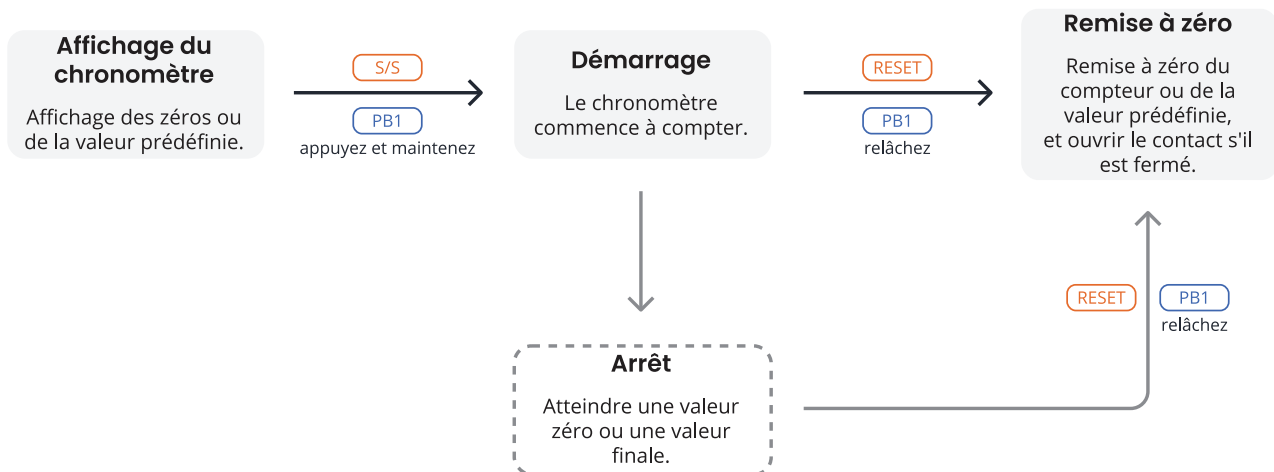 Affichage du
chronomètre
Affichage des zéros ou
de la valeur prédéfinie.
S/S
PB1
appuyez et maintenez
Démarrage
Le chronomètre
commence à compter.
RESET
PB1
relâchez
Remise à zéro
Remise à zéro du
compteur ou de la
valeur prédéfinie,
et ouvrir le contact s'il
est fermé.
RESET
PB1
relâchez
Arrêt
Atteindre une valeur
zéro ou une valeur
finale.